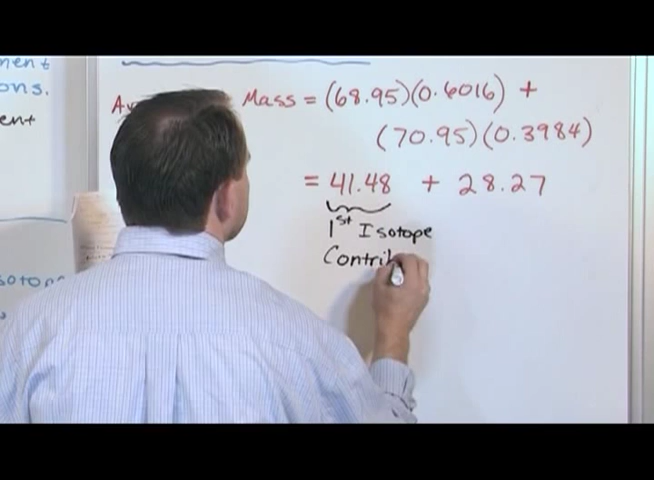 ment
ons.
ent
Mass = (68.95)(0.6016) +
(70.95)(0.3984)
= 41.48 + 28.27
1st Isotope
Contrib